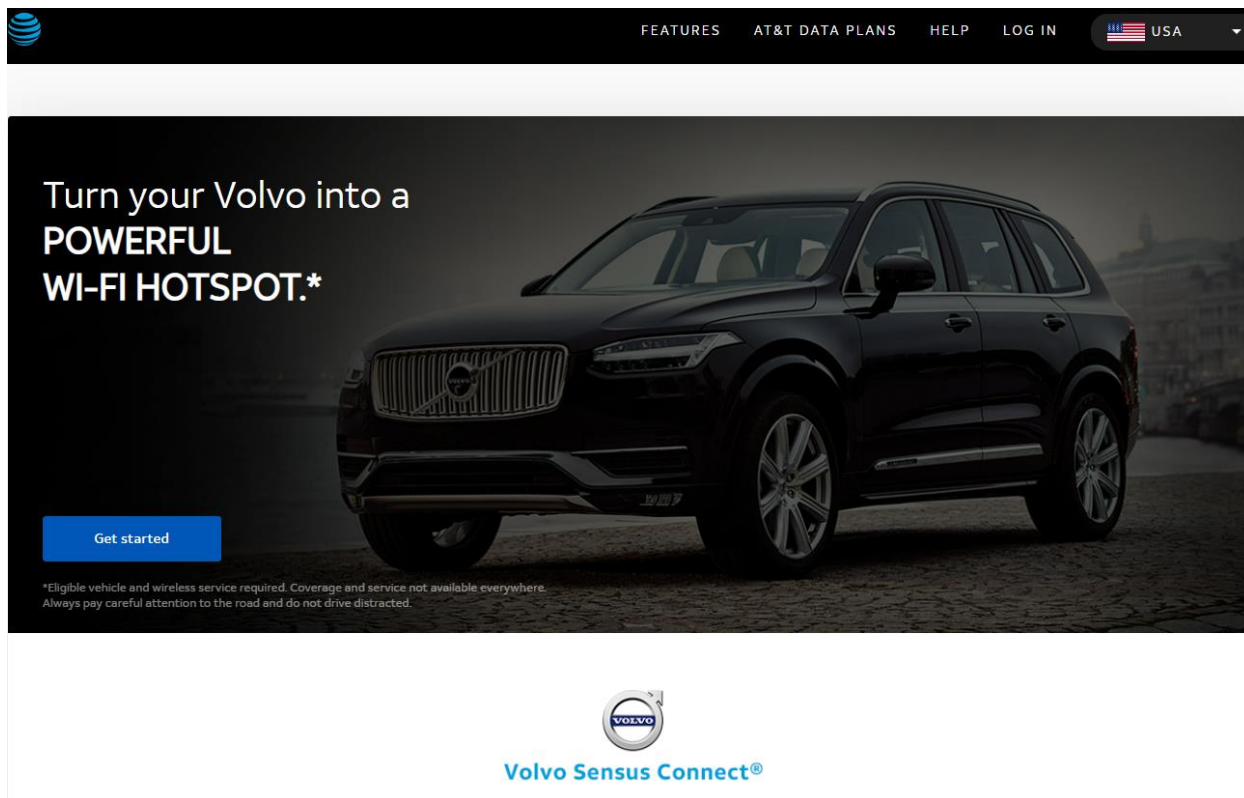 FEATURES AT&T DATA PLANS HELP LOG IN USA
Turn your Volvo into a
POWERFUL
WI-FI HOTSPOT.*
VOLVO
Get started
*Eligible vehicle and wireless service required. Coverage and service not available everywhere.
Always pay careful attention to the road and do not drive distracted.
VOLVO
Volvo Sensus Connect®